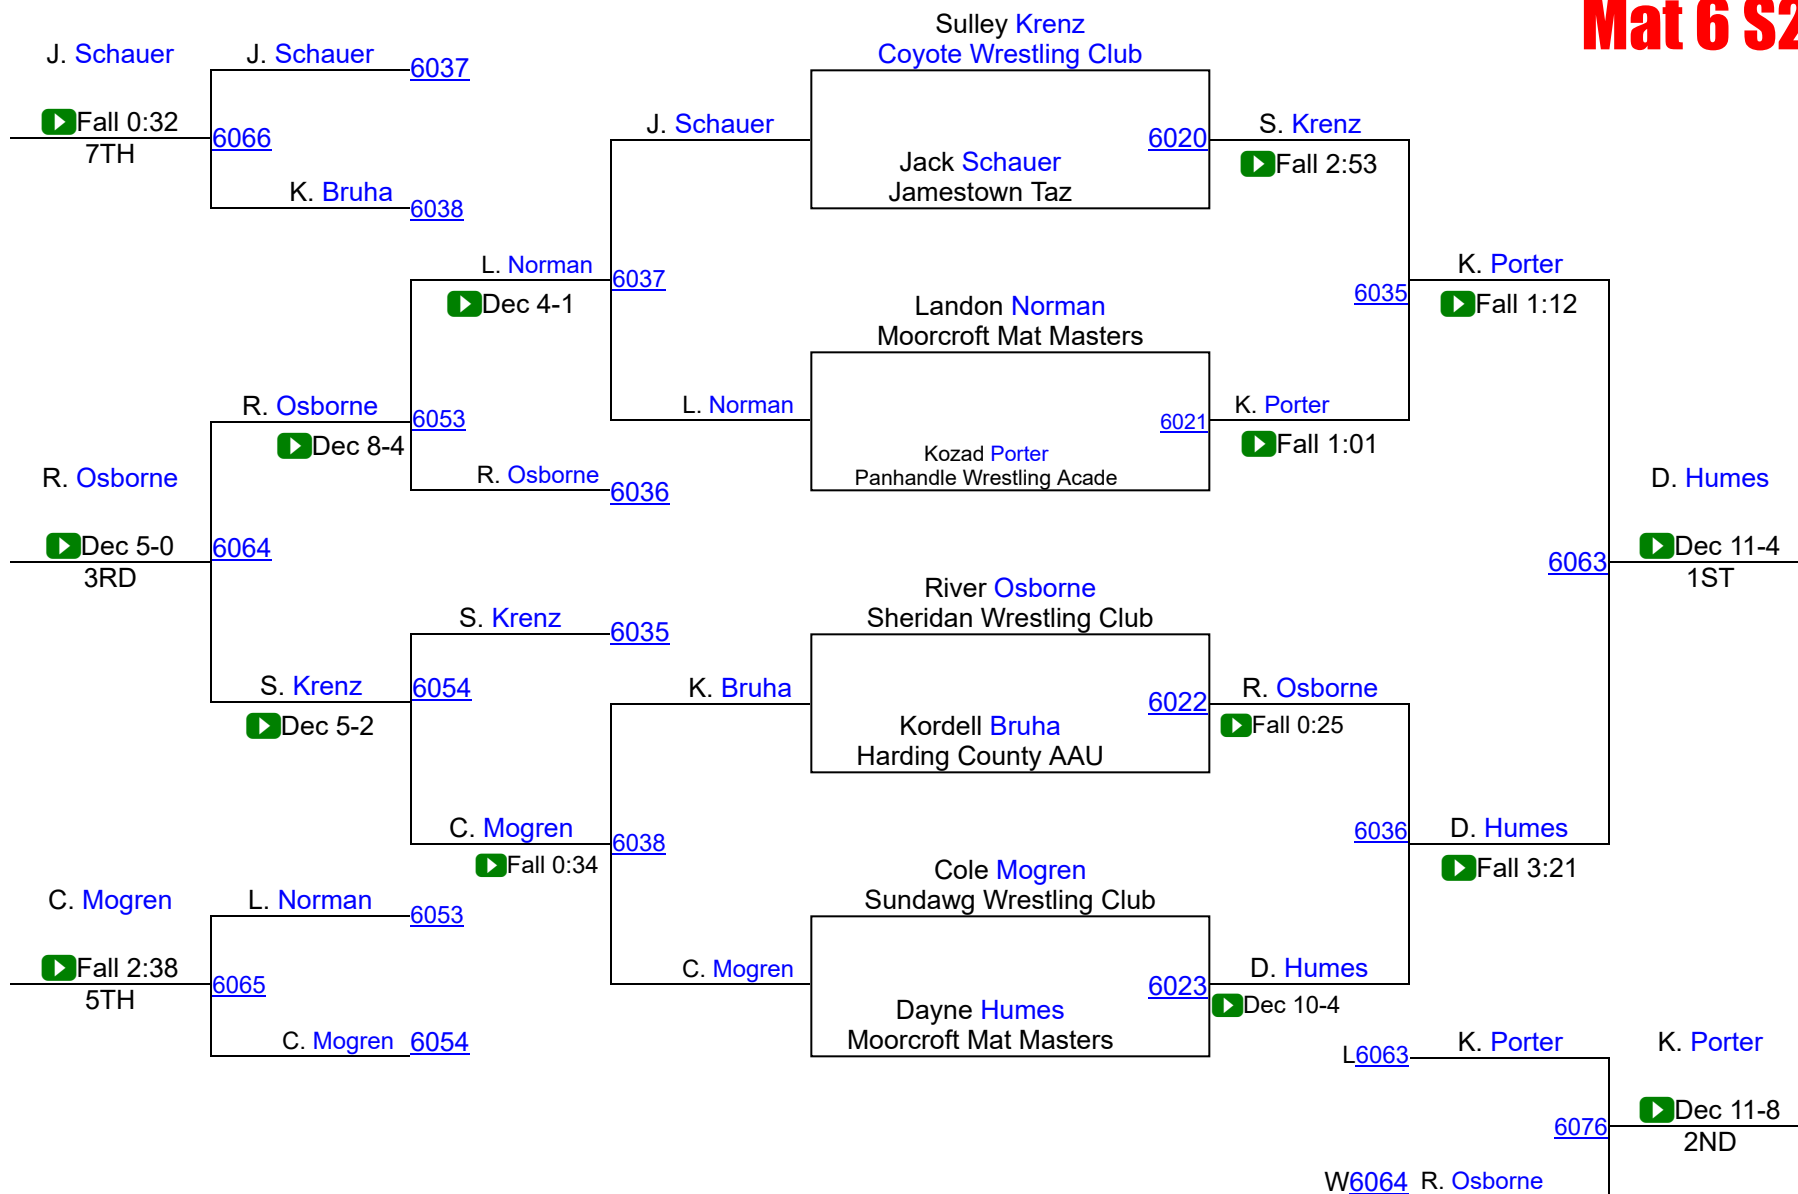 Mat 6 S2
Sulley Krenz
Coyote Wrestling Club
J. Schauer
J. Schauer
6037
Fall 0:32
7TH
6066
K. Bruha
6038
J. Schauer
Jack Schauer
Jamestown Taz
6020
S. Krenz
Fall 2:53
L. Norman
Dec 4-1
6037
Landon Norman
Moorcroft Mat Masters
6035
K. Porter
Fall 1:12
R. Osborne
Dec 8-4
6053
L. Norman
6021
K. Porter
Fall 1:01
Kozad Porter
Panhandle Wrestling Acade
R. Osborne
6036
R. Osborne
Dec 5-0
3RD
6064
D. Humes
6063
Dec 11-4
1ST
River Osborne
Sheridan Wrestling Club
S. Krenz
6035
S. Krenz
Dec 5-2
6054
K. Bruha
6022
R. Osborne
Fall 0:25
Kordell Bruha
Harding County AAU
C. Mogren
Fall 0:34
6038
6036
D. Humes
Fall 3:21
Cole Mogren
Sundawg Wrestling Club
C. Mogren
L. Norman
6053
Fall 2:38
5TH
6065
C. Mogren
6054
C. Mogren
6023
D. Humes
Dec 10-4
Dayne Humes
Moorcroft Mat Masters
L6063
K. Porter
K. Porter
6076
Dec 11-8
2ND
W6064 R. Osborne